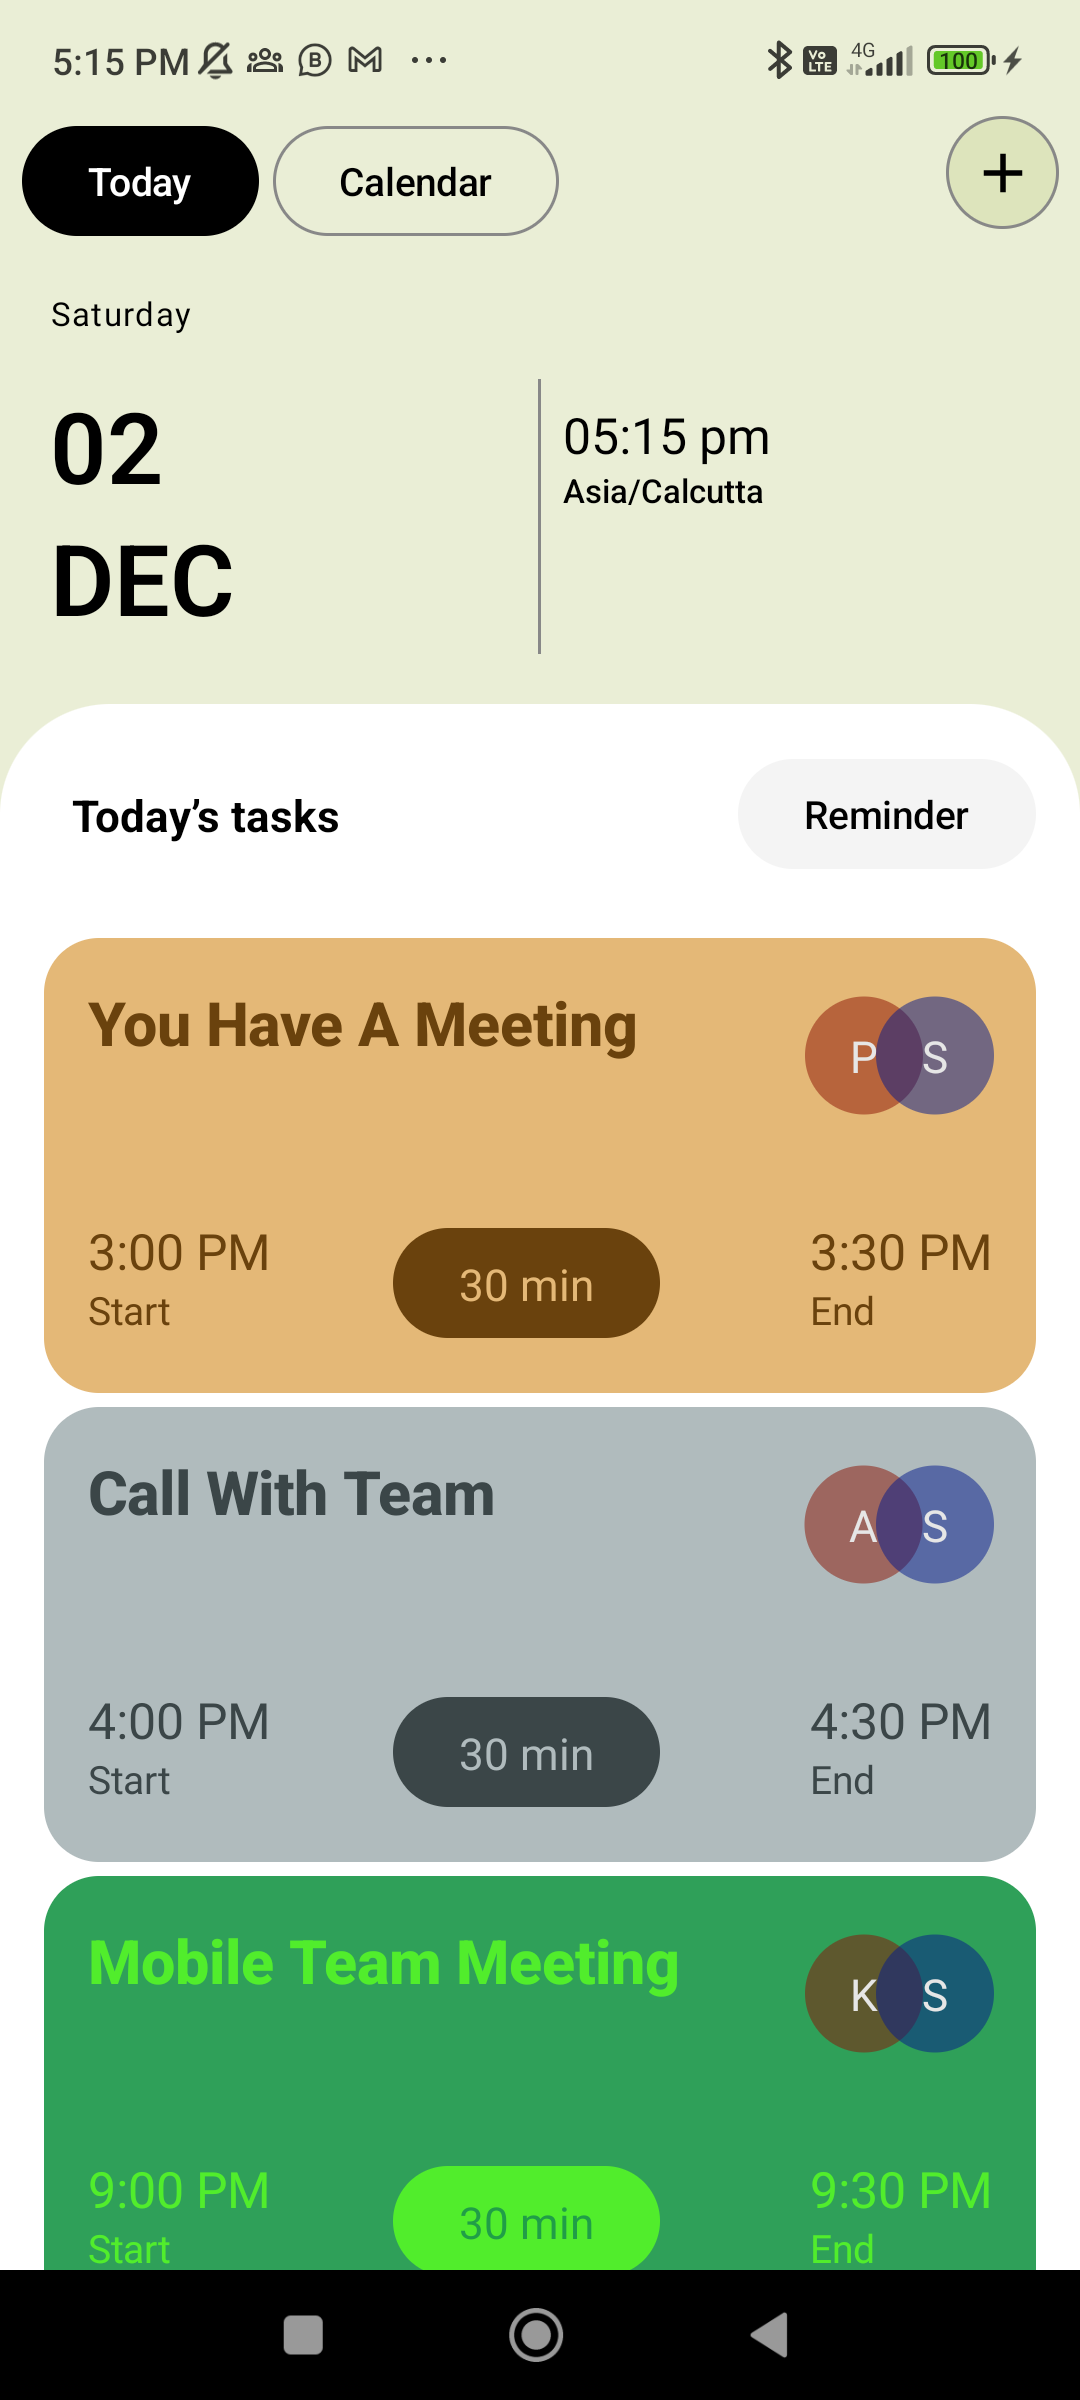 5:15 PM B ... Vo LTE 4G 100
Today Calendar +
Saturday
02
DEC
05:15 pm
Asia/Calcutta
Today’s tasks Reminder
You Have A Meeting P S
3:00 PM 30 min 3:30 PM
Start End
Call With Team A S
4:00 PM 30 min 4:30 PM
Start End
Mobile Team Meeting K S
9:00 PM 30 min 9:30 PM
Start End